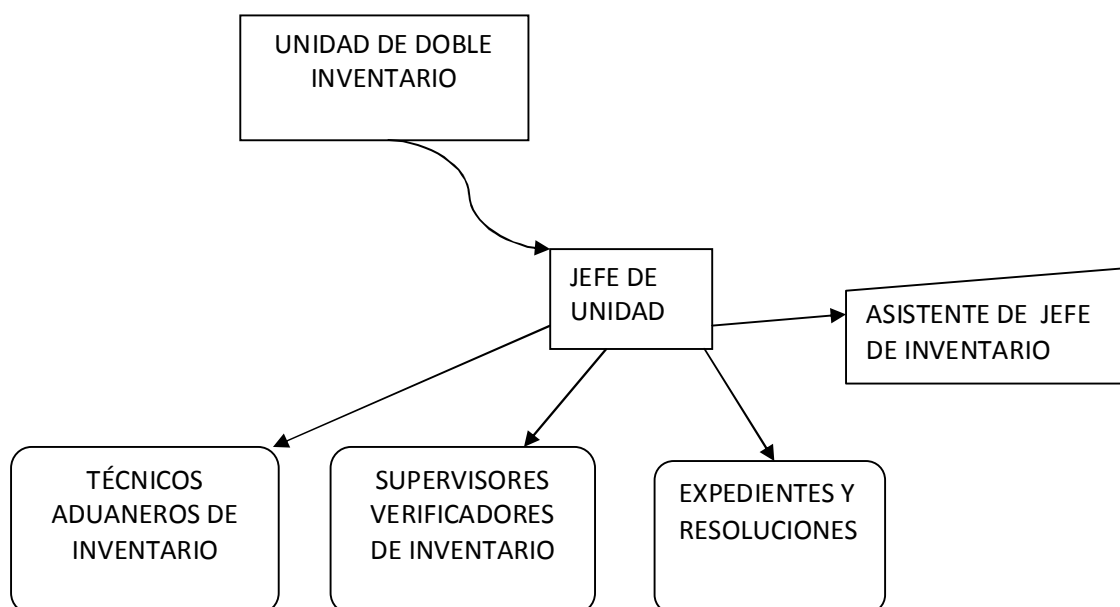 UNIDAD DE DOBLE
INVENTARIO
JEFE DE
UNIDAD
ASISTENTE DE JEFE
DE INVENTARIO
TÉCNICOS
ADUANEROS DE
INVENTARIO
SUPERVISORES
VERIFICADORES
DE INVENTARIO
EXPEDIENTES Y
RESOLUCIONES